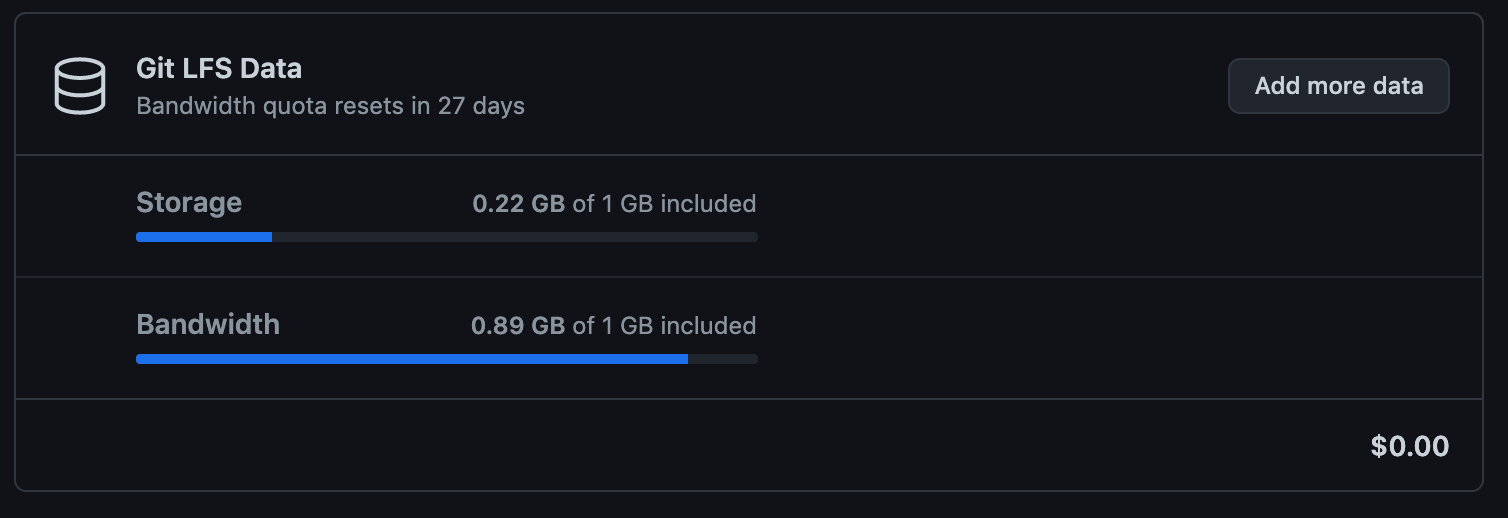 Git LFS Data
Bandwidth quota resets in 27 days
Add more data
Storage 0.22 GB of 1 GB included
Bandwidth 0.89 GB of 1 GB included
$0.00